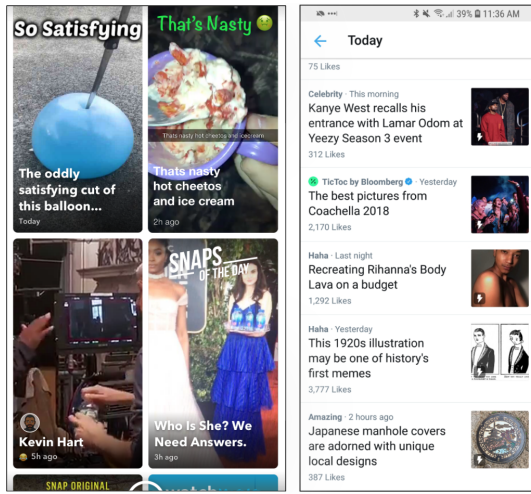 So Satisfying
The oddly
satisfying cut of
this balloon...
Today
That's Nasty 🤢
Thats nasty hot cheetos and icecream
Thats nasty
hot cheetos
and ice cream
2h ago
Kevin Hart
😂 5h ago
SNAPS
OF THE DAY
Who Is She? We
Need Answers.
3h ago
SNAP ORIGINAL
39% 11:36 AM
Today
75 Likes
Celebrity · This morning
Kanye West recalls his
entrance with Lamar Odom at
Yeezy Season 3 event
312 Likes
TicToc by Bloomberg · Yesterday
The best pictures from
Coachella 2018
2,170 Likes
Haha · Last night
Recreating Rihanna's Body
Lava on a budget
1,292 Likes
Haha · Yesterday
This 1920s illustration
may be one of history's
first memes
3,777 Likes
Amazing · 2 hours ago
Japanese manhole covers
are adorned with unique
local designs
387 Likes